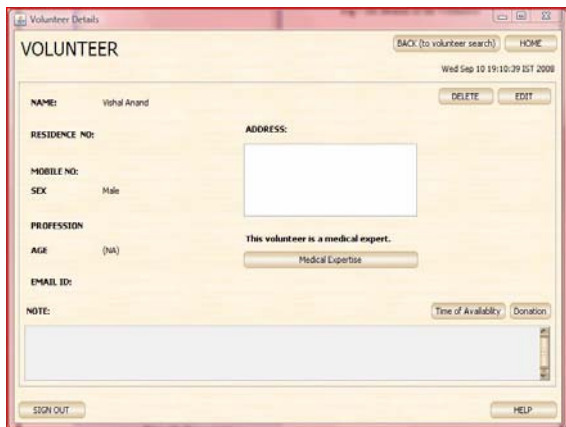 Volunteer Details
VOLUNTEER
BACK (to volunteer search) HOME
Wed Sep 10 19:10:39 IST 2008
DELETE EDIT
NAME: Vishal Anand
RESIDENCE NO: ADDRESS:
MOBILE NO:
SEX Male
PROFESSION
This volunteer is a medical expert.
AGE (NA)
Medical Expertise
EMAIL ID:
NOTE: Time of Availablity Donation
SIGN OUT HELP